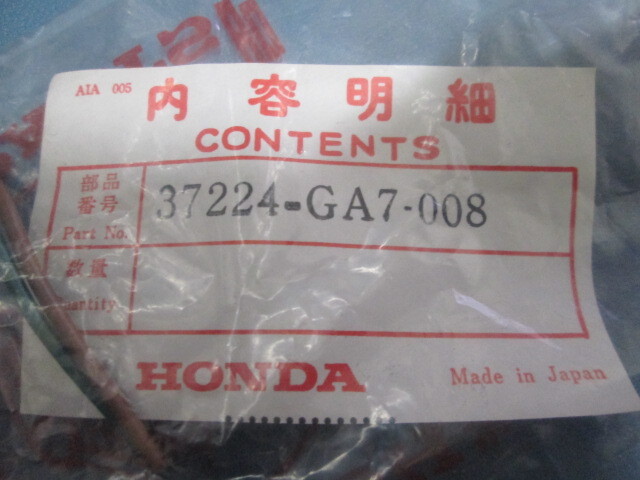 AIA 005
内容明細
CONTENTS
部品
番号
Part No.
37224-GA7-008
数量
Quantity
HONDA
Made in Japan